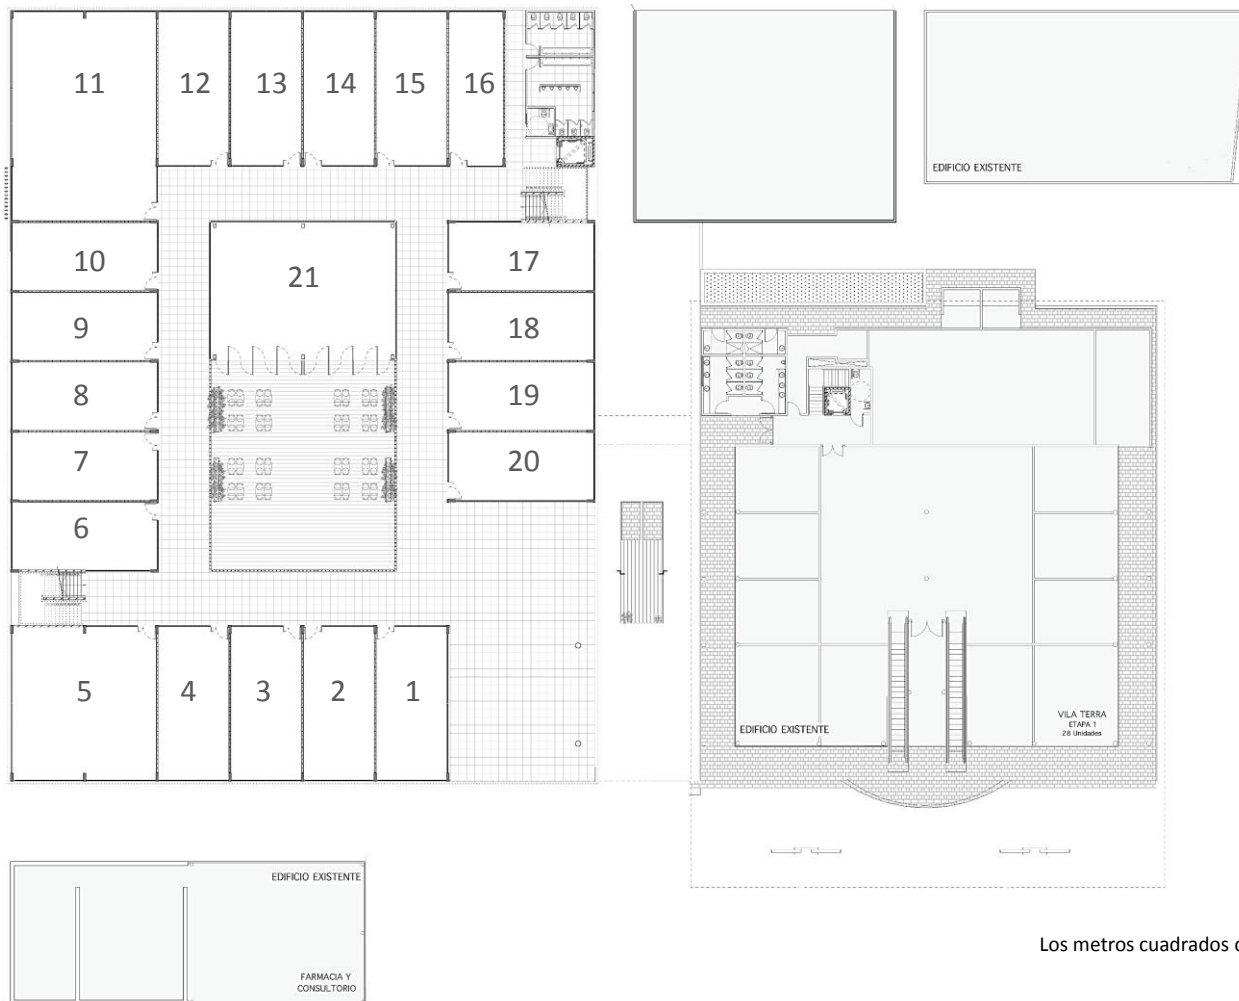 11
12
13
14
15
16
10
9
8
7
6
21
17
18
19
20
5
4
3
2
1
EDIFICIO EXISTENTE
EDIFICIO EXISTENTE
VILA TERRA
ETAPA 1
28 Unidades
EDIFICIO EXISTENTE
FARMACIA Y
CONSULTORIO
Los metros cuadrados